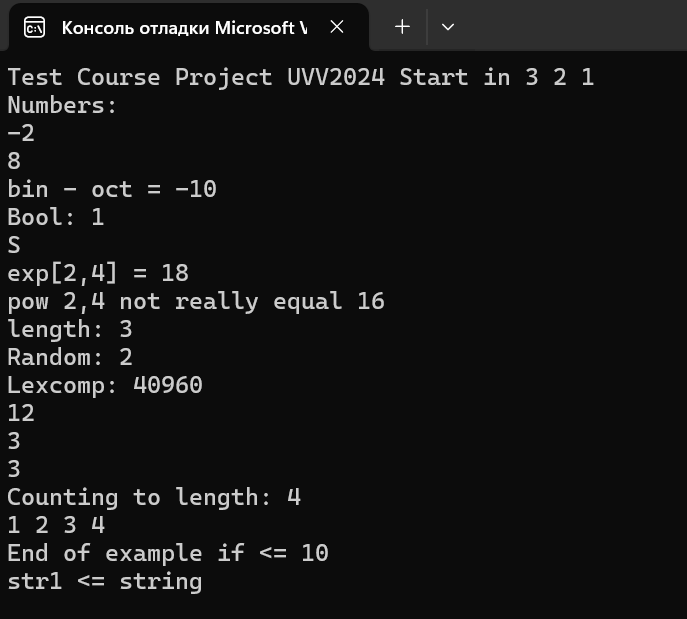 Консоль отладки Microsoft V
Test Course Project UVV2024 Start in 3 2 1
Numbers:
-2
8
bin - oct = -10
Bool: 1
S
exp[2,4] = 18
pow 2,4 not really equal 16
length: 3
Random: 2
Lexcomp: 40960
12
3
3
Counting to length: 4
1 2 3 4
End of example if <= 10
str1 <= string